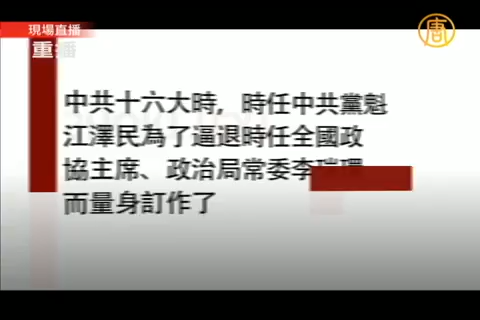 現場直播
重播
唐
中共十六大時，時任中共黨魁
江澤民為了逼退時任全國政
協主席、政治局常委李瑞環
而量身訂作了